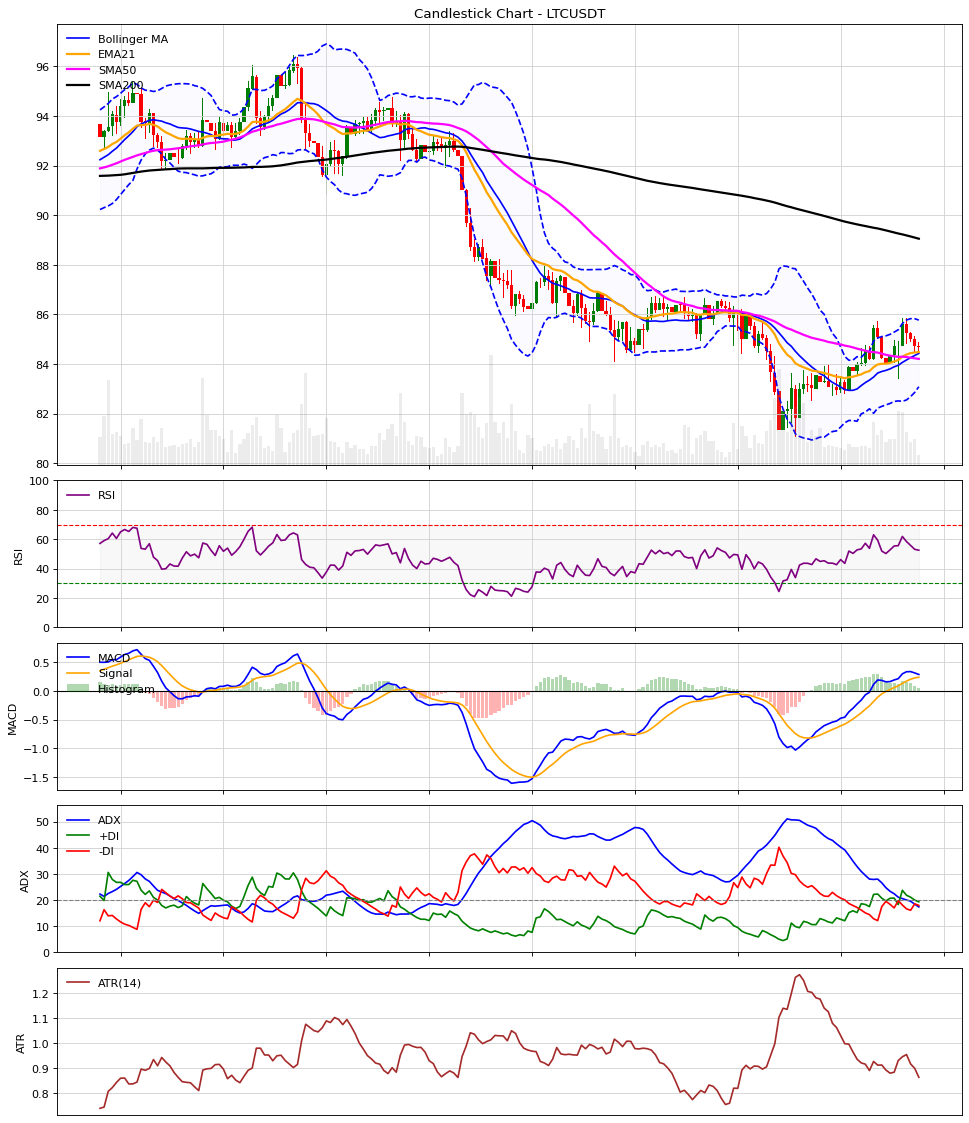 Candlestick Chart - LTCUSDT
Bollinger MA
EMA21
SMA50
SMA200
96
94
92
90
88
86
84
82
80
100
RSI
80
60
40
20
0
RSI
MACD
Signal
Histogram
0.5
0.0
−0.5
−1.0
−1.5
MACD
ADX
+DI
-DI
50
40
30
20
10
0
ADX
ATR(14)
1.2
1.1
1.0
0.9
0.8
ATR